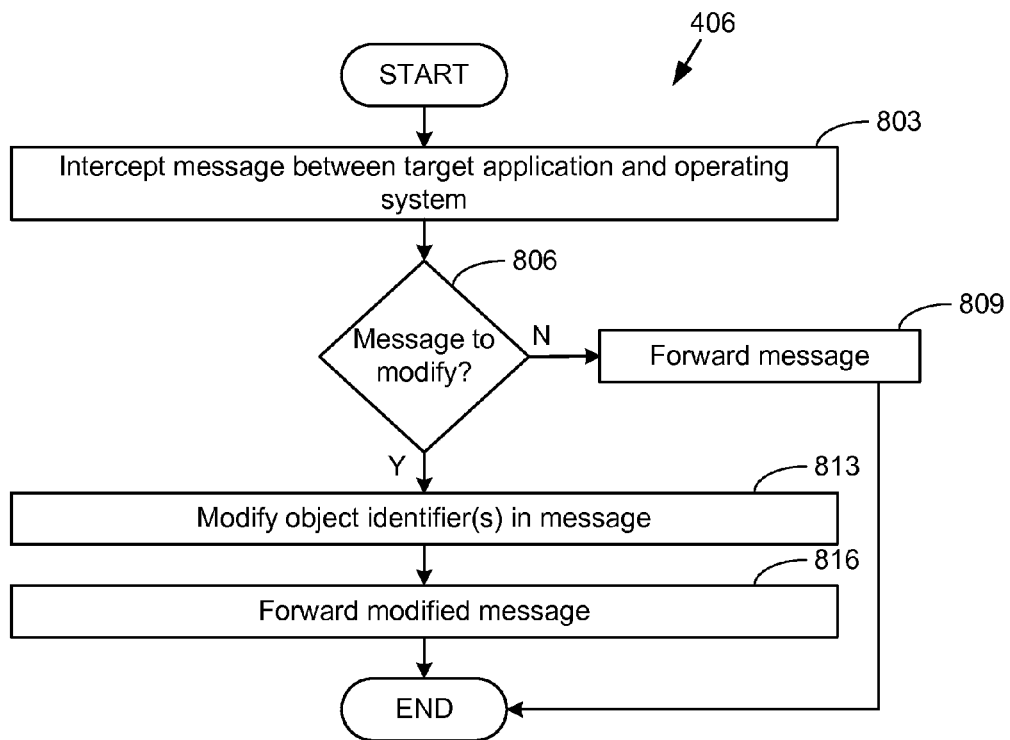 406
START
803
Intercept message between target application and operating
system
806
Message to
modify?
N
809
Forward message
Y
813
Modify object identifier(s) in message
816
Forward modified message
END